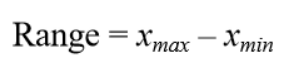 Range = x_max − x_min